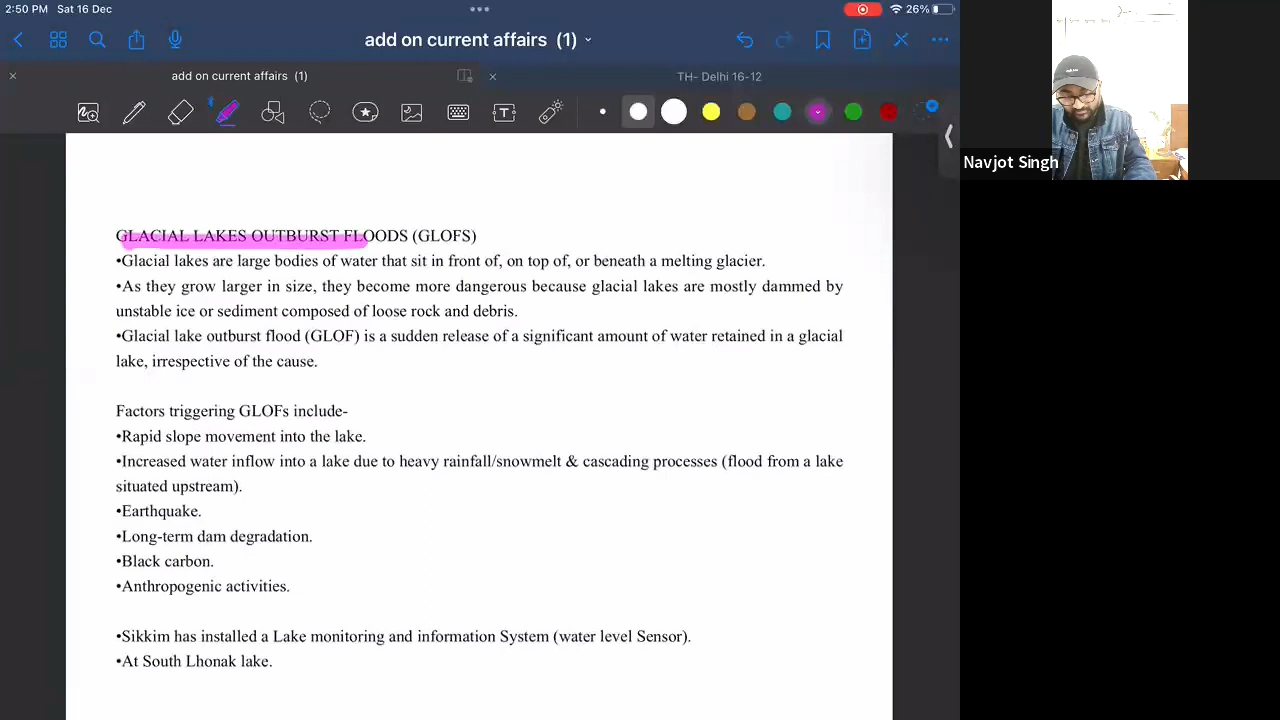 2:50 PM Sat 16 Dec
26%
add on current affairs (1)
add on current affairs (1)
TH- Delhi 16-12
Navjot Singh
GLACIAL LAKES OUTBURST FLOODS (GLOFS)
•Glacial lakes are large bodies of water that sit in front of, on top of, or beneath a melting glacier.
•As they grow larger in size, they become more dangerous because glacial lakes are mostly dammed by
unstable ice or sediment composed of loose rock and debris.
•Glacial lake outburst flood (GLOF) is a sudden release of a significant amount of water retained in a glacial
lake, irrespective of the cause.
Factors triggering GLOFs include-
•Rapid slope movement into the lake.
•Increased water inflow into a lake due to heavy rainfall/snowmelt & cascading processes (flood from a lake
situated upstream).
•Earthquake.
•Long-term dam degradation.
•Black carbon.
•Anthropogenic activities.
•Sikkim has installed a Lake monitoring and information System (water level Sensor).
•At South Lhonak lake.